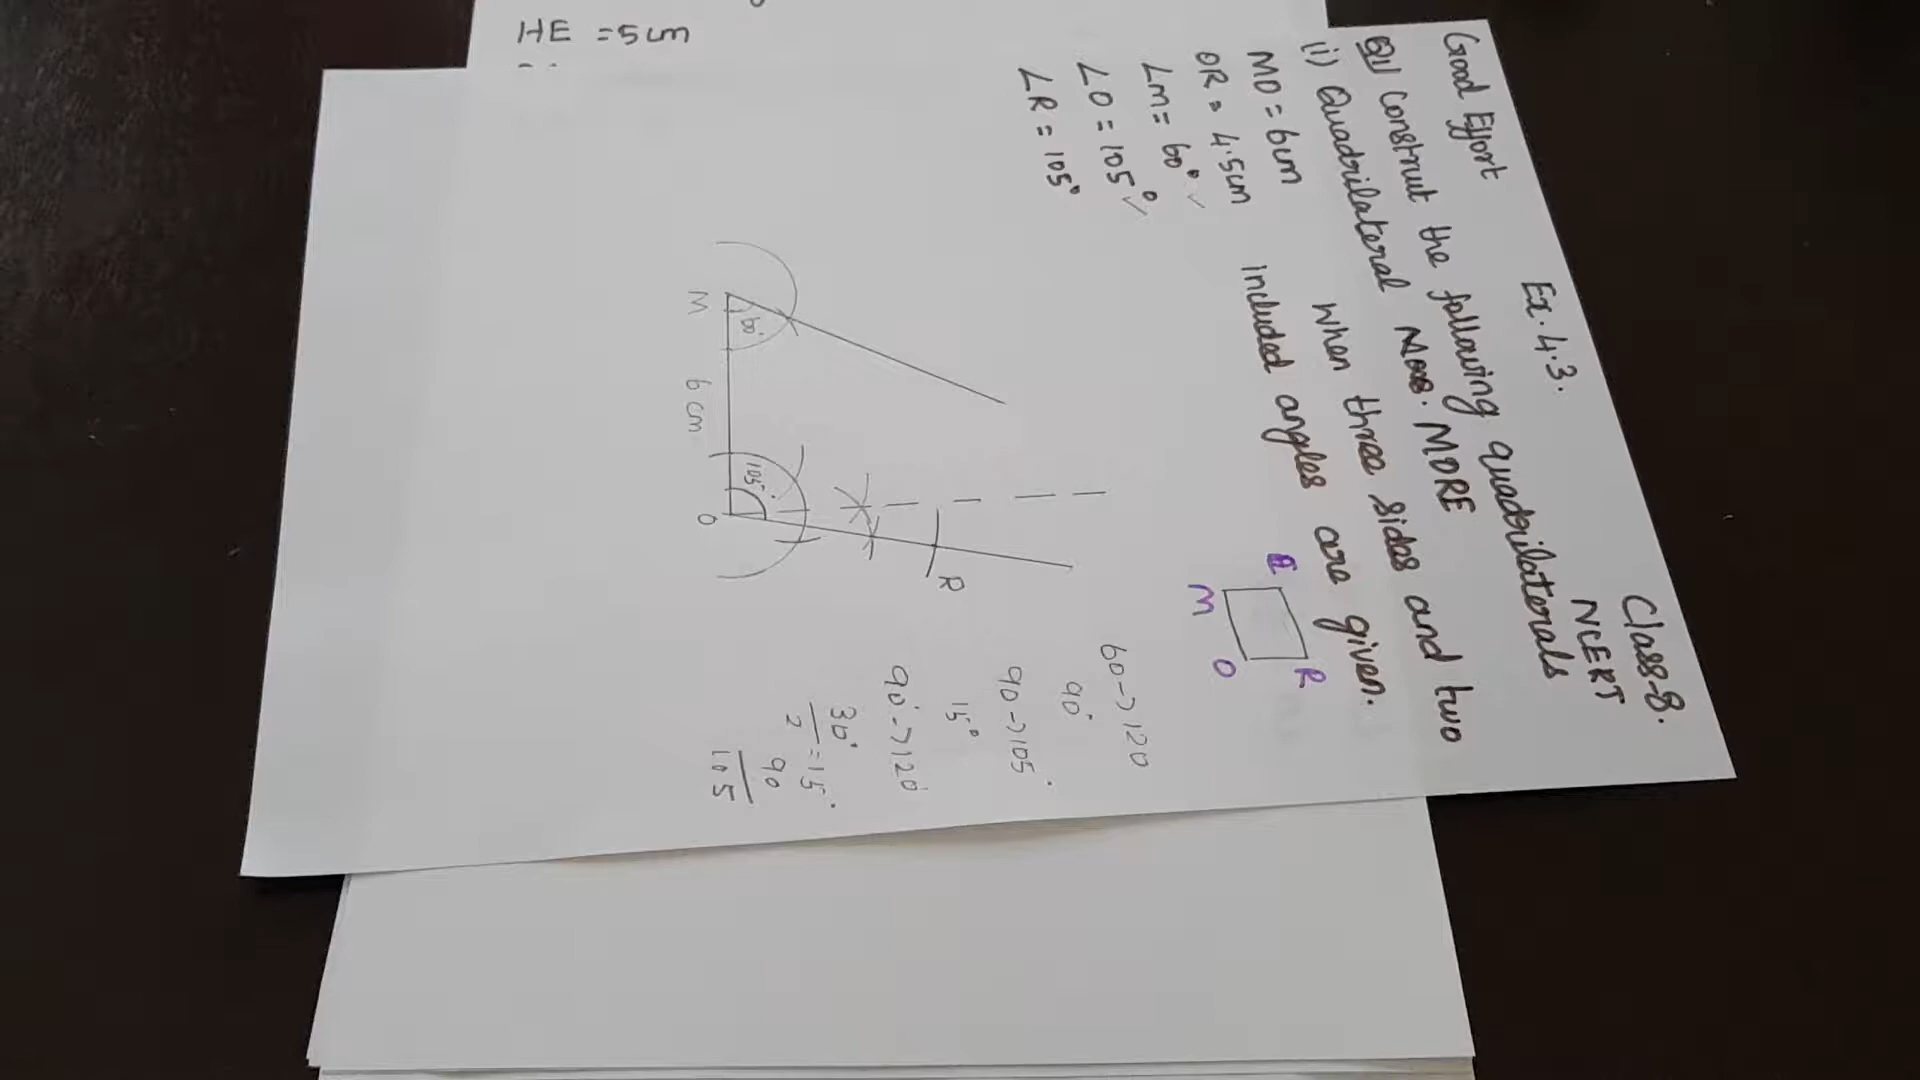 Class-8.
NCERT
Ex. 4.3.
Good Effort
Q1) Construct the following quadrilaterals
(i) Quadrilateral MORE
When three sides and two
included angles are given.
MO = 6cm
OR = 4.5cm
∠M = 60° ✓
∠O = 105° ✓
∠R = 105°
E R
M O
60->120
90°
90->105°
15°
90°->120°
30°/2 = 15°
90
105
R
60°
105°
M 6 cm O
HE = 5cm